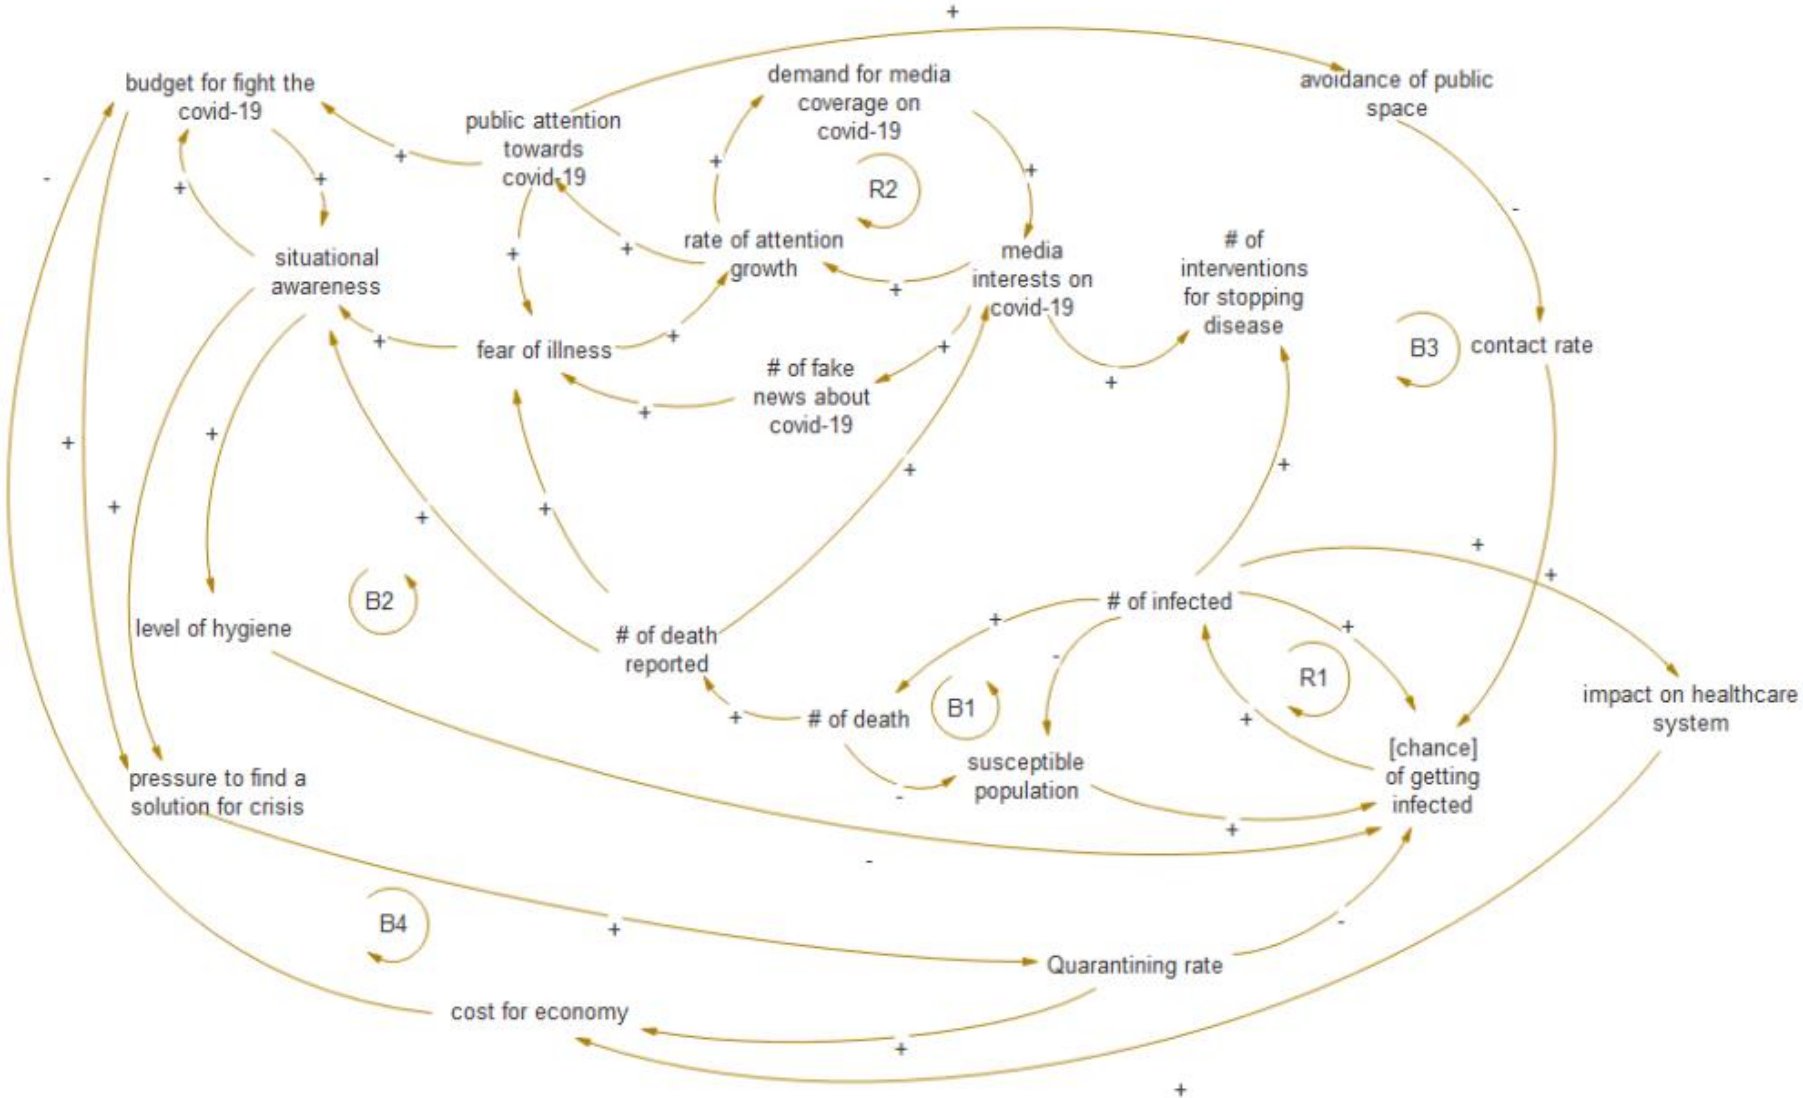 +
budget for fight the
covid-19
public attention
towards
covid-19
demand for media
coverage on
covid-19
avoidance of public
space
+
+
+
R2
-
+
+
-
+
+
rate of attention
growth
media
interests on
covid-19
# of
interventions
for stopping
disease
situational
awareness
+
+
+
fear of illness
+
# of fake
news about
covid-19
+
+
B3
contact rate
+
+
+
+
+
+
+
+
+
+
+
B2
level of hygiene
# of death
reported
# of infected
+
+
-
R1
B1
+
# of death
+
impact on healthcare
system
susceptible
population
[chance]
of getting
infected
pressure to find a
solution for crisis
-
+
-
B4
+
-
Quarantining rate
cost for economy
+
+